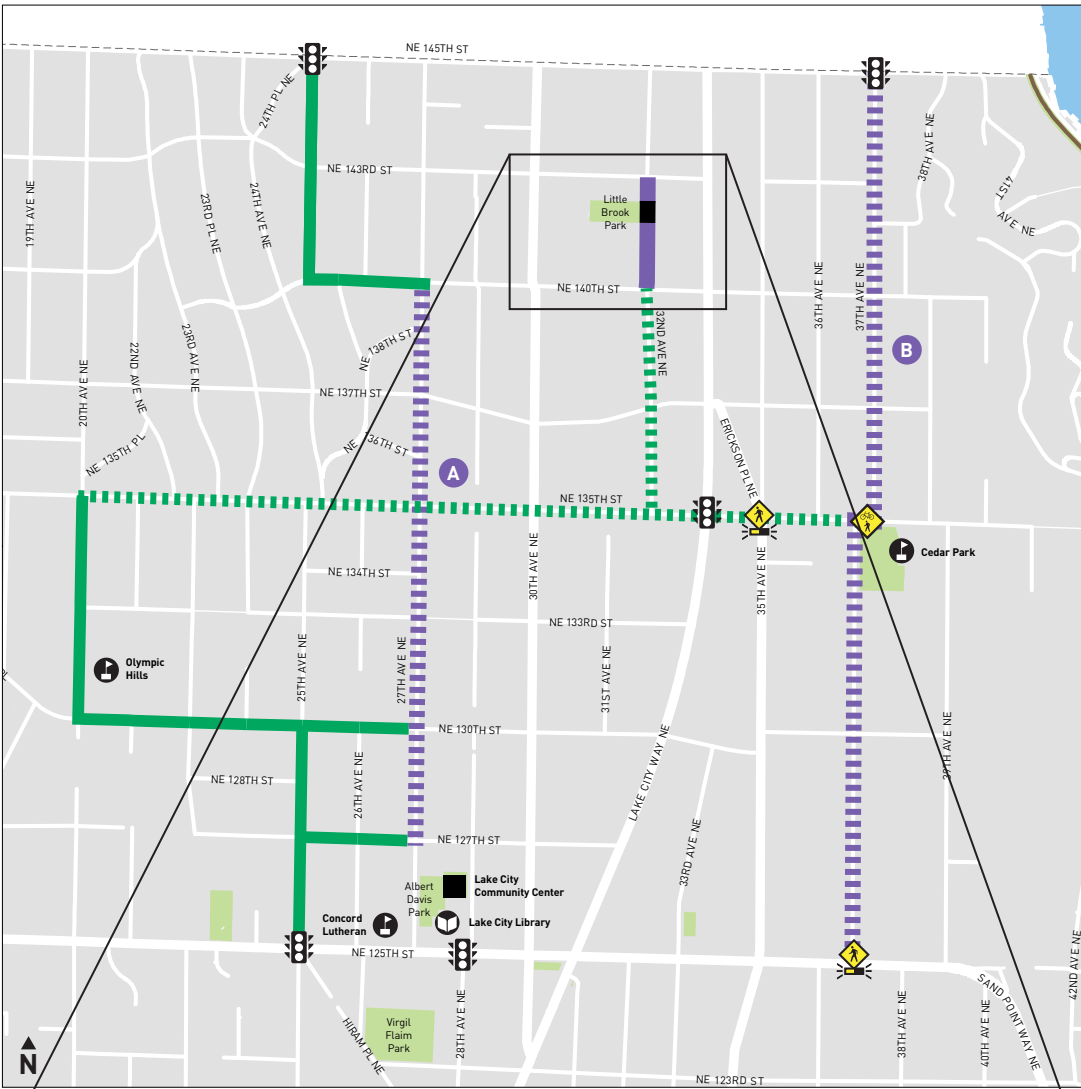 NE 145TH ST
24TH PL NE
38TH AVE NE
41ST
AVE NE
NE 143RD ST
19TH AVE NE
23RD PL NE
24TH AVE NE
Little
Brook
Park
36TH AVE NE
37TH AVE NE
NE 140TH ST
32ND AVE NE
NE 138TH ST
23RD AVE NE
22ND AVE NE
20TH AVE NE
B
NE 137TH ST
NE 136TH ST
NE 135TH PL
A
ERICKSON PL NE
NE 135TH ST
30TH AVE NE
35TH AVE NE
Cedar Park
NE 134TH ST
NE 133RD ST
25TH AVE NE
27TH AVE NE
31ST AVE NE
Olympic
Hills
NE 130TH ST
39TH AVE NE
NE 128TH ST
26TH AVE NE
LAKE CITY WAY NE
33RD AVE NE
NE 127TH ST
Albert
Davis
Park
Lake City
Community Center
Concord
Lutheran
Lake City Library
NE 125TH ST
SAND POINT WAY NE
42ND AVE NE
HIRAM PL NE
Virgil
Flaim
Park
28TH AVE NE
38TH AVE NE
40TH AVE NE
N
NE 123RD ST